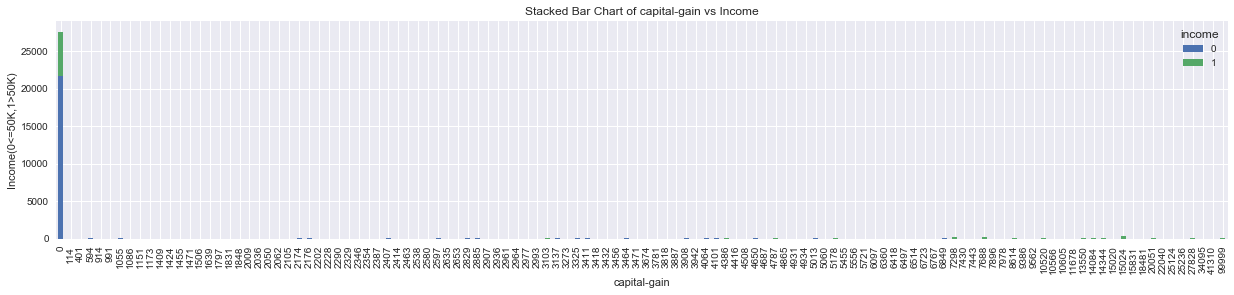 Stacked Bar Chart of capital-gain vs Income
income
0
1
Income(0<=50K,1>50K)
25000
20000
15000
10000
5000
0
0 114 401 594 914 991 1055 1086 1151 1173 1409 1424 1455 1471 1506 1639 1797 1831 1848 2009 2036 2050 2062 2105 2174 2176 2202 2228 2290 2329 2346 2354 2387 2407 2414 2463 2538 2580 2597 2635 2653 2829 2885 2907 2936 2961 2964 2977 2993 3103 3137 3273 3325 3411 3418 3432 3456 3464 3471 3674 3781 3818 3887 3908 3942 4064 4101 4386 4416 4508 4650 4687 4787 4865 4931 4934 5013 5060 5178 5455 5556 5721 6097 6360 6418 6497 6514 6723 6767 6849 7298 7430 7443 7688 7896 7978 8614 9386 9562 10520 10566 10605 11678 13550 14084 14344 15020 15024 15831 18481 20051 22040 25124 25236 27828 34095 41310 99999
capital-gain